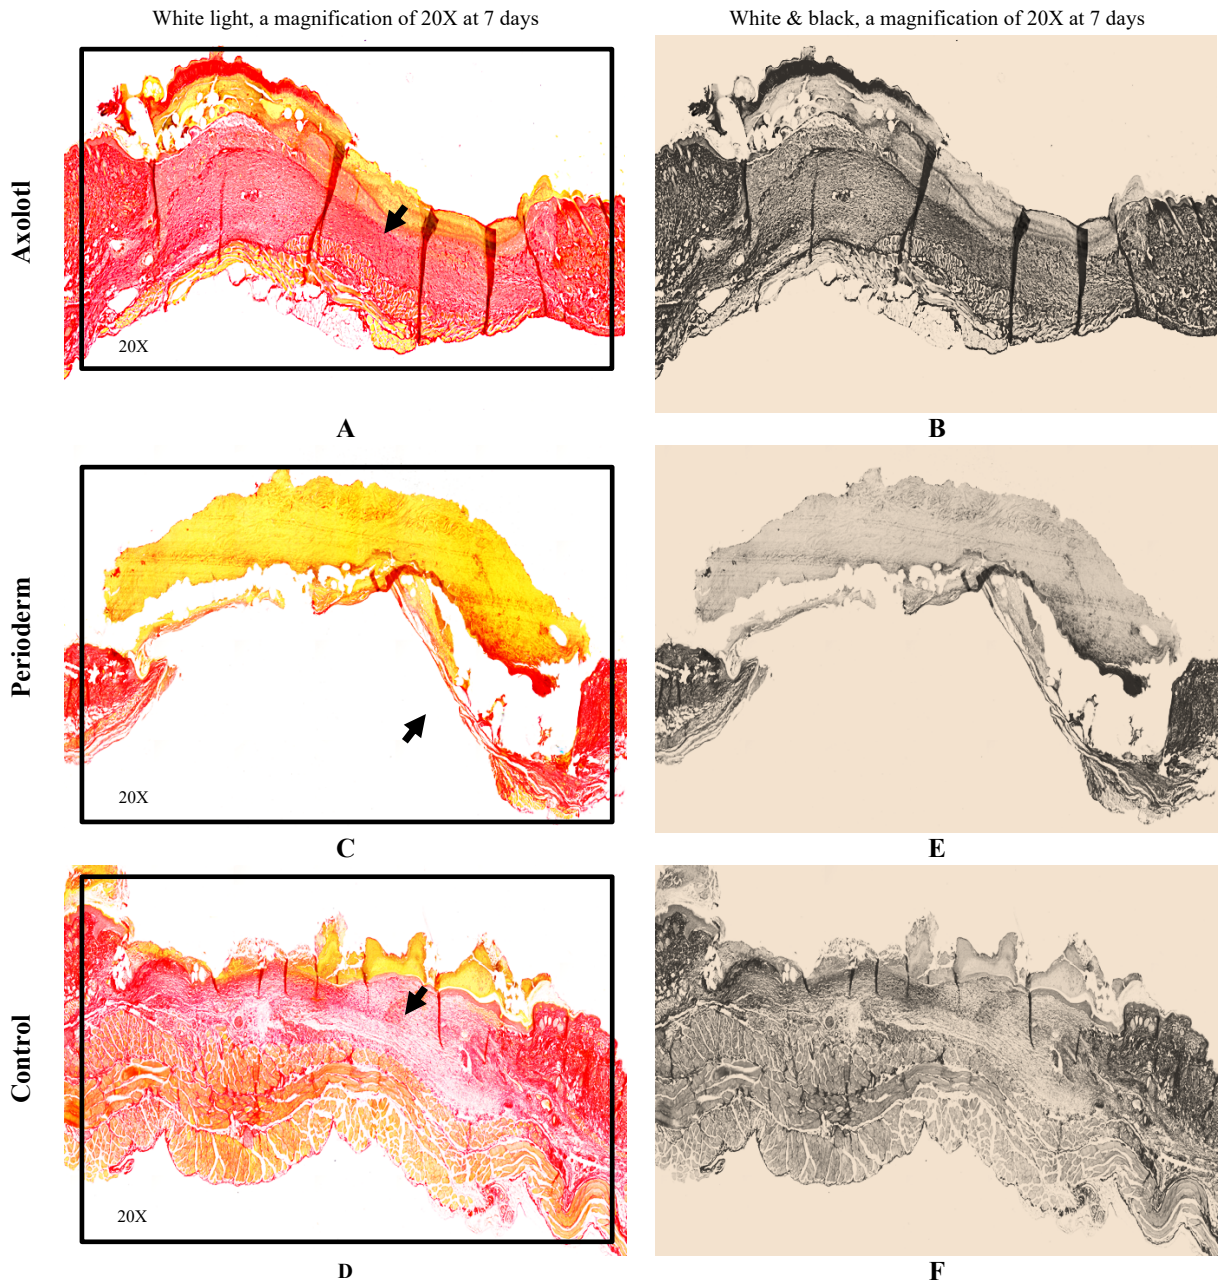 White light, a magnification of 20X at 7 days
White & black, a magnification of 20X at 7 days
Axolotl
20X
A
B
Perioderm
20X
C
E
Control
20X
D
F